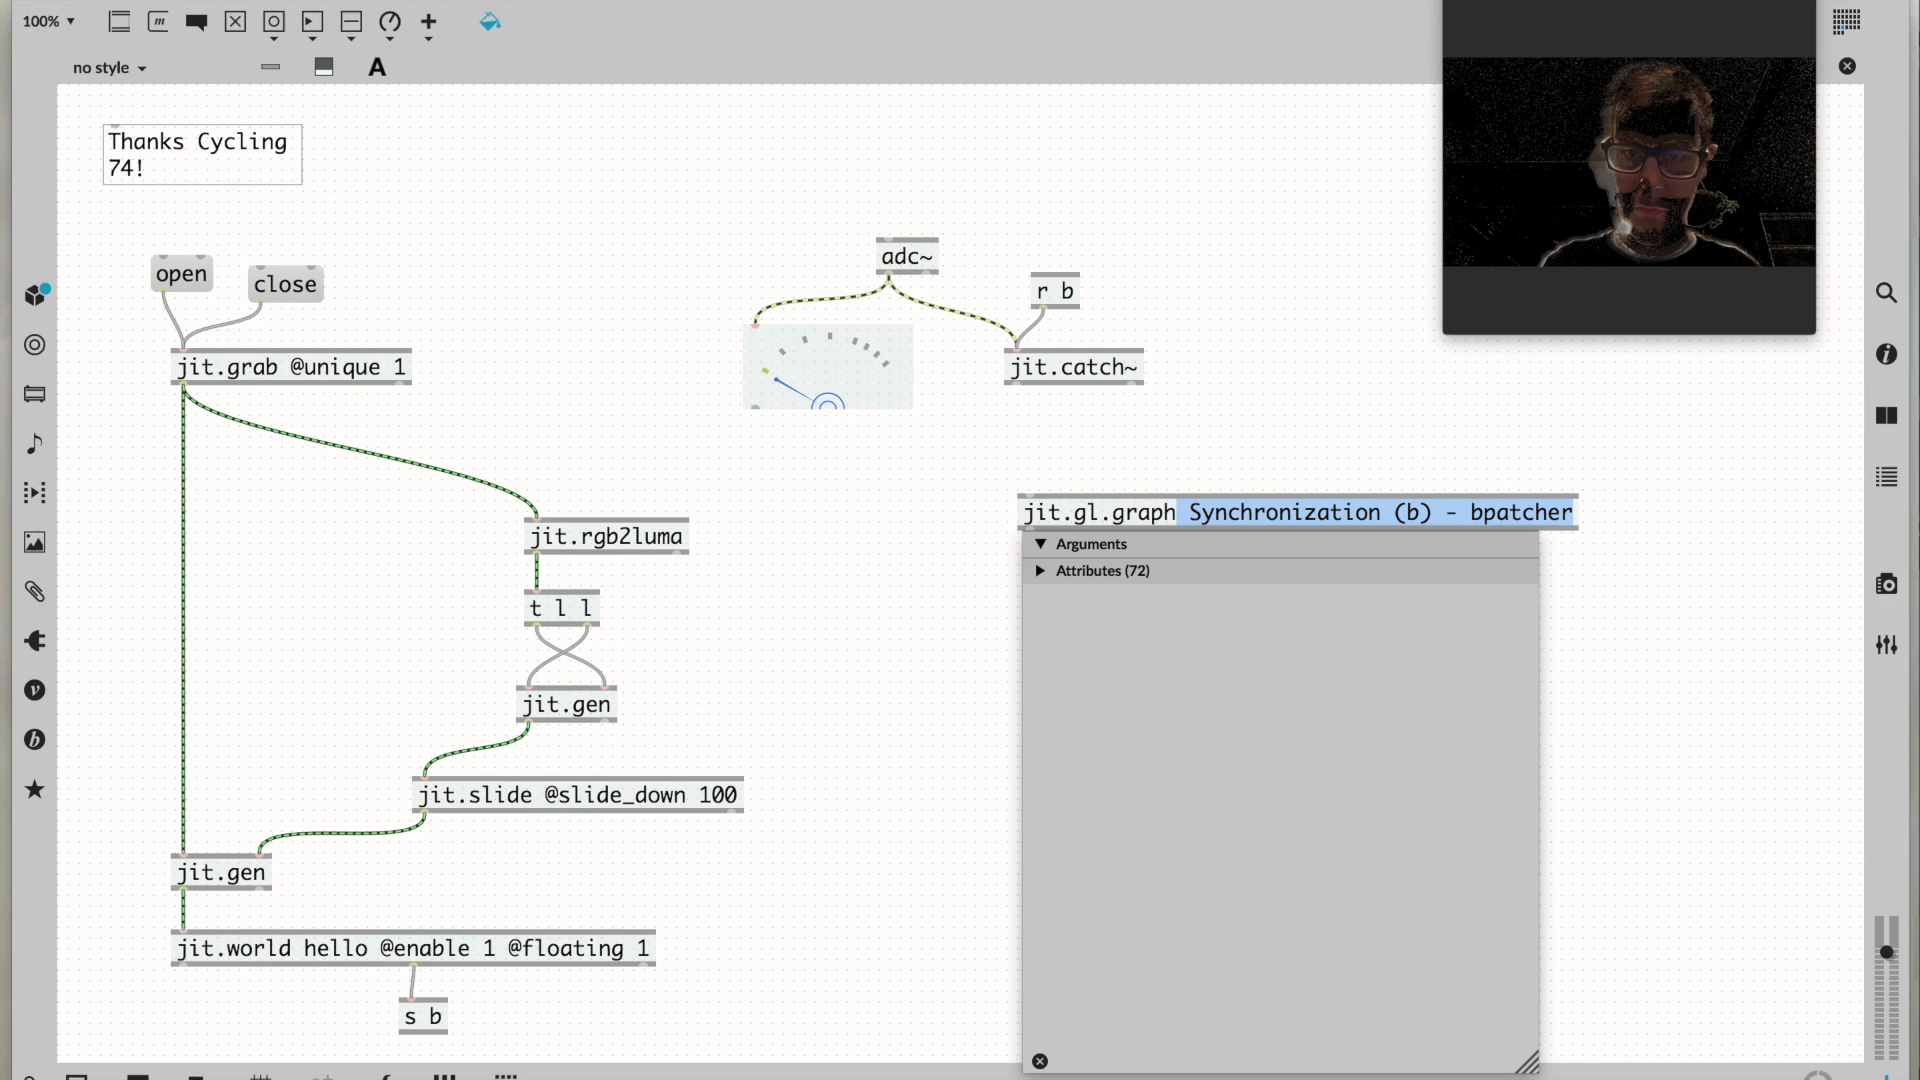 100%
m
no style
A
Thanks Cycling
74!
open
close
jit.grab @unique 1
adc~
r b
jit.catch~
jit.rgb2luma
t l l
jit.gen
jit.slide @slide_down 100
jit.gen
jit.world hello @enable 1 @floating 1
s b
jit.gl.graph Synchronization (b) - bpatcher
Arguments
Attributes (72)
v
b
i